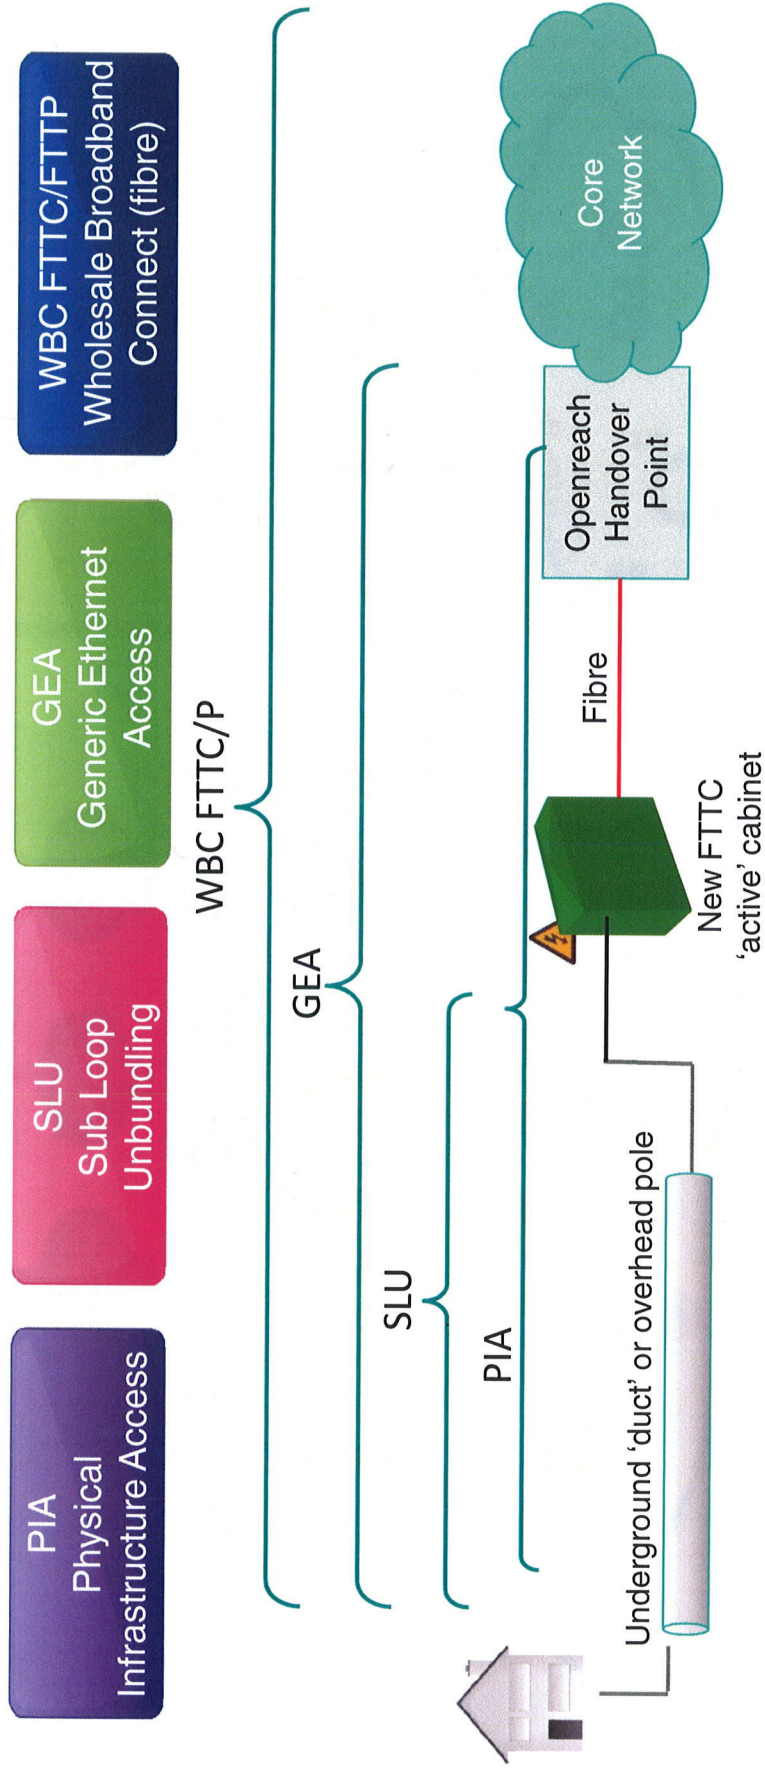 PIA
Physical
Infrastructure Access
SLU
Sub Loop
Unbundling
GEA
Generic Ethernet
Access
WBC FTTC/FTTP
Wholesale Broadband
Connect (fibre)
WBC FTTC/P
GEA
SLU
PIA
Underground ‘duct’ or overhead pole
New FTTC
‘active’ cabinet
Fibre
Openreach
Handover
Point
Core
Network